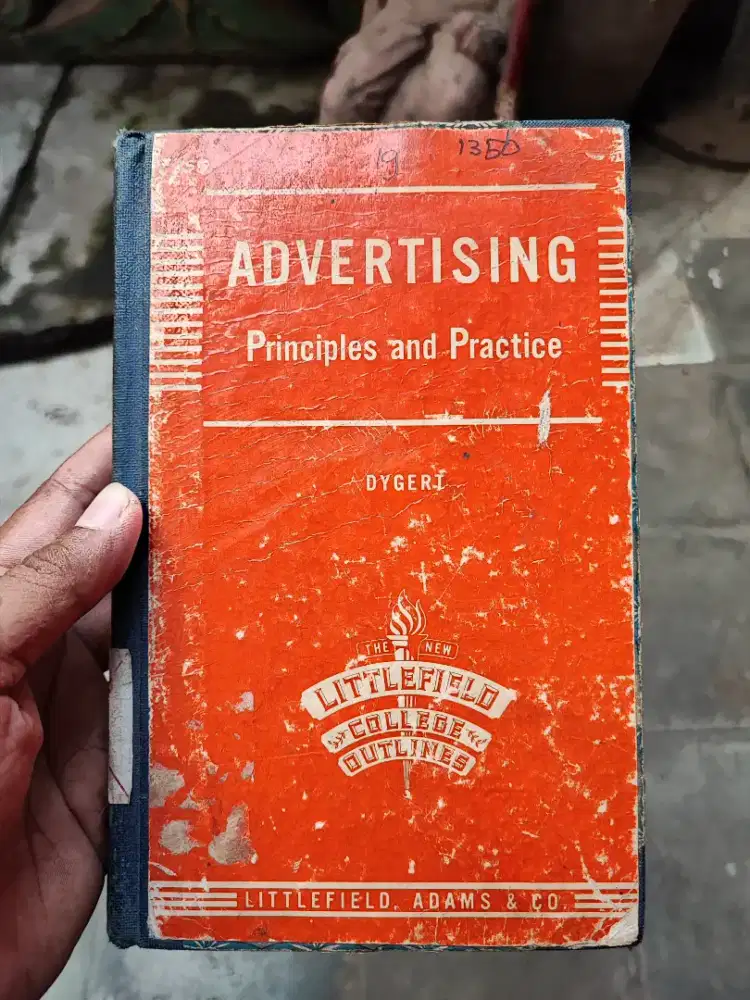 19 1350
ADVERTISING
Principles and Practice
DYGERT
THE NEW
LITTLEFIELD
COLLEGE
OUTLINES
LITTLEFIELD, ADAMS & CO.